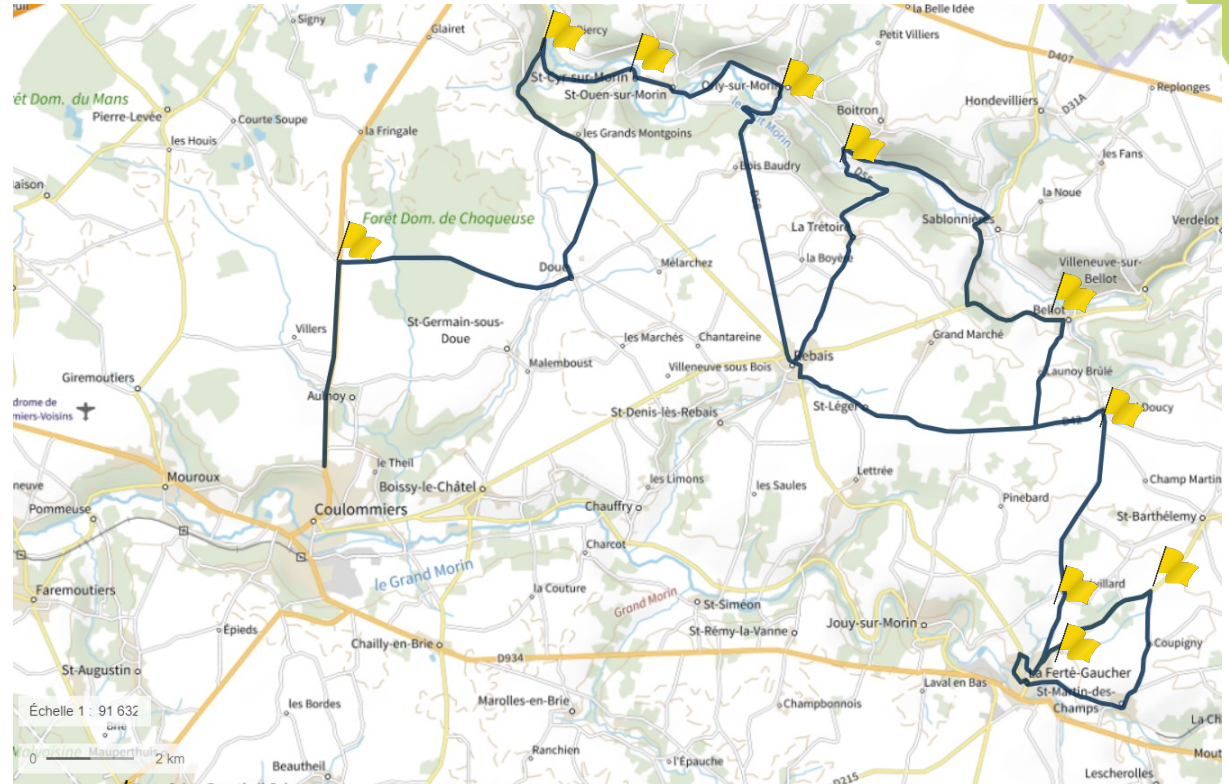 Signy
la Belle Idée
Glairet
Petit Villiers
D407
St-Cyr-sur-Morin
Orly-sur-Morin
St-Ouen-sur-Morin
Replonges
Hondevilliers
D31A
Boitron
Pierre-Levée
Courte Soupe
la Fringale
les Grands Montgoins
les Houis
les Fans
Bois Baudry
la Noue
Forêt Dom. de Choqueuse
La Trétoire
Sablonnières
Verdelot
la Boyère
Mélarchez
Doue
Villeneuve-sur-
Bellot
Bellot
Villers
St-Germain-sous-
Doue
les Marchés
Chantareine
Grand Marché
Rebais
Malemboust
Villeneuve sous Bois
Launoy Brûlé
Giremoutiers
Aulnoy
St-Léger
Doucy
St-Denis-lès-Rebais
D42
le Theil
Mouroux
Boissy-le-Châtel
les Limons
les Saules
Lettrée
Champ Martin
Pinebard
Pommeuse
Coulommiers
Chauffry
St-Barthélemy
Charcot
le Grand Morin
Faremoutiers
la Couture
Grand Morin
St-Siméon
Épieds
St-Rémy-la-Vanne
Jouy-sur-Morin
Chailly-en-Brie
Coupigny
D934
St-Augustin
La Ferté-Gaucher
Laval en Bas
St-Martin-des-
Champs
les Bordes
Marolles-en-Brie
Champbonnois
Échelle 1 : 91 632
Mauperthuis
0
2 km
Ranchien
l'Épauche
Beautheil
D215
Lescherolles